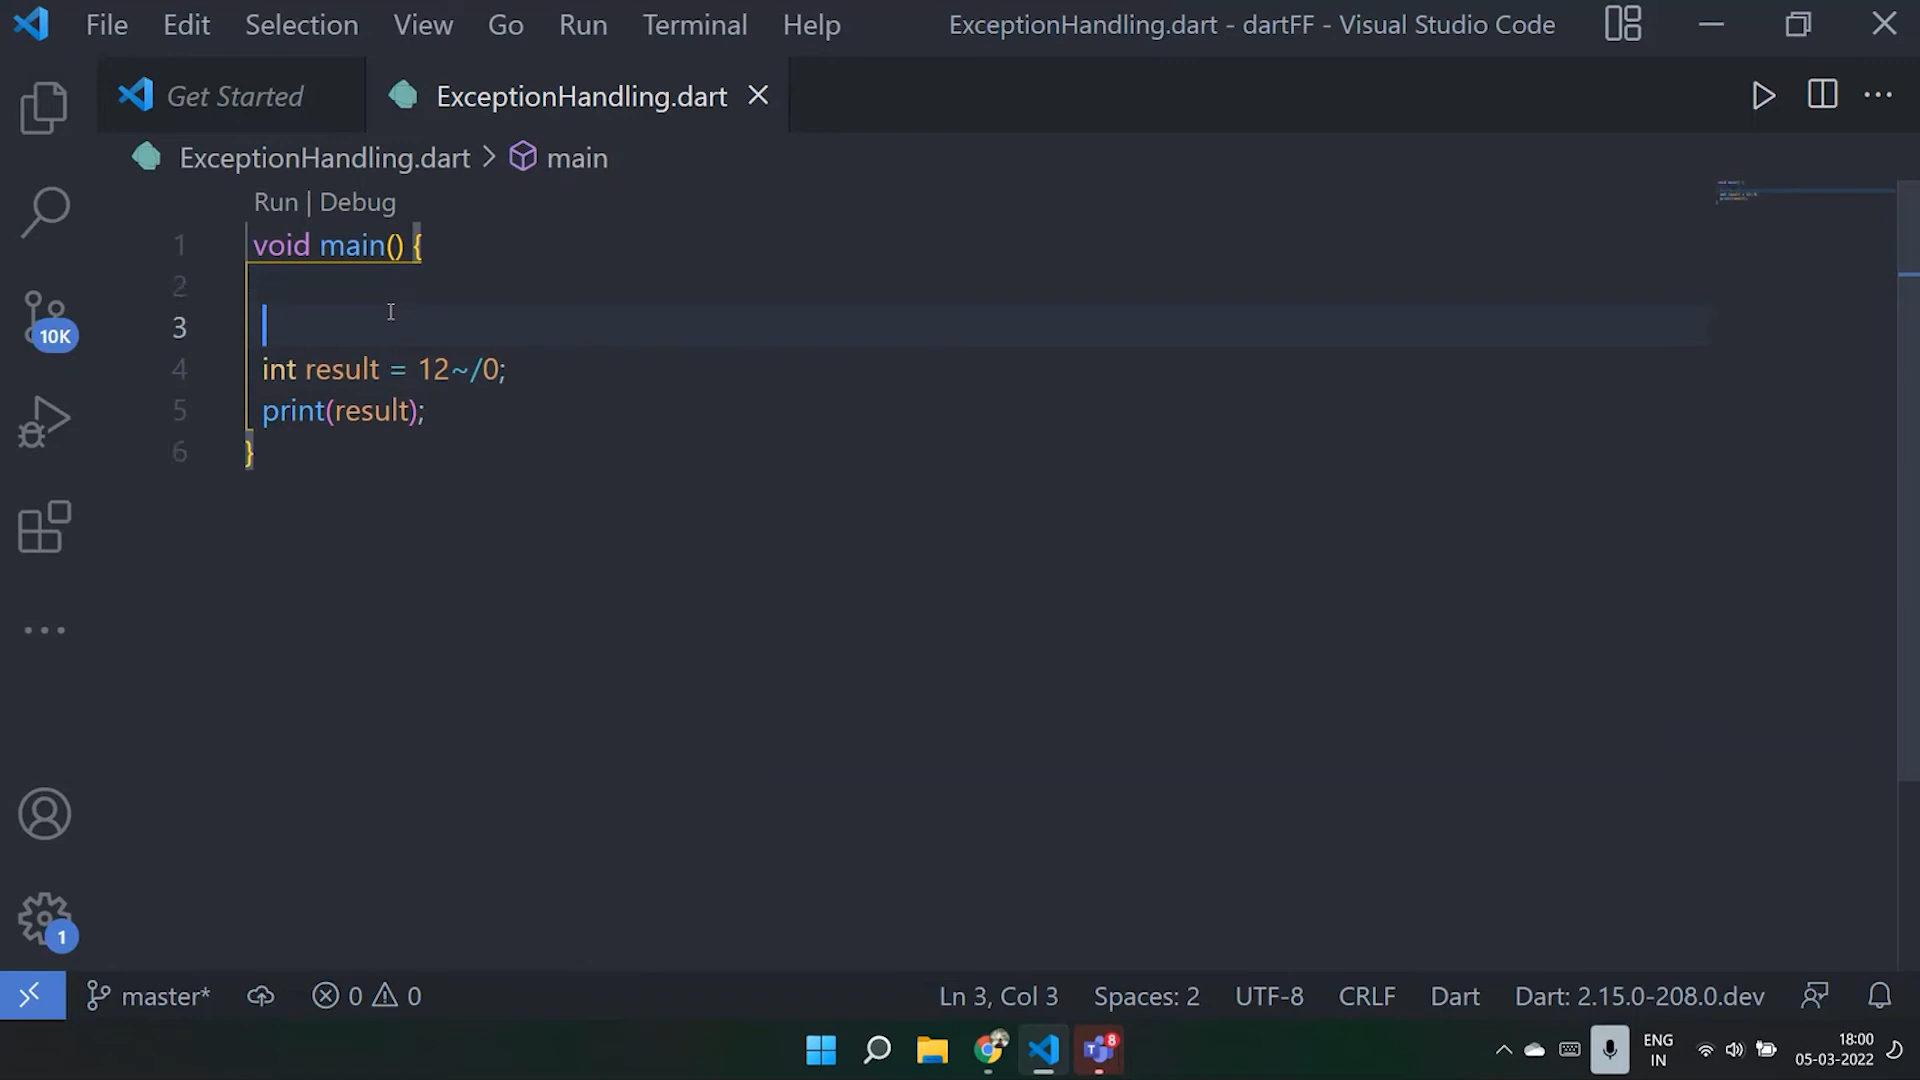 File Edit Selection View Go Run Terminal Help ExceptionHandling.dart - dartFF - Visual Studio Code
Get Started ExceptionHandling.dart
ExceptionHandling.dart > main
Run | Debug
1 void main() {
2
3
4 int result = 12~/0;
5 print(result);
6 }
10K
1
master* 0 0 Ln 3, Col 3 Spaces: 2 UTF-8 CRLF Dart Dart: 2.15.0-208.0.dev
8
ENG
IN
18:00
05-03-2022